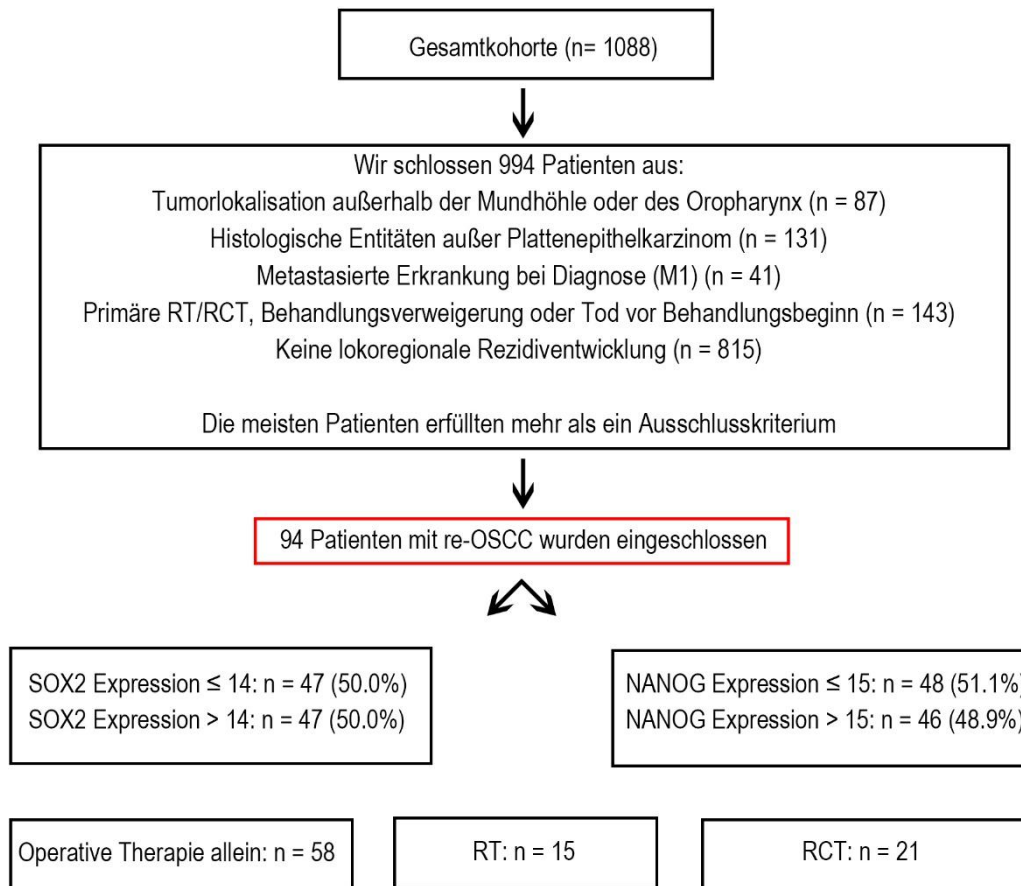 Gesamtkohorte (n= 1088)
Wir schlossen 994 Patienten aus:
Tumorlokalisation außerhalb der Mundhöhle oder des Oropharynx (n = 87)
Histologische Entitäten außer Plattenepithelkarzinom (n = 131)
Metastasierte Erkrankung bei Diagnose (M1) (n = 41)
Primäre RT/RCT, Behandlungsverweigerung oder Tod vor Behandlungsbeginn (n = 143)
Keine lokoregionale Rezidiventwicklung (n = 815)
Die meisten Patienten erfüllten mehr als ein Ausschlusskriterium
94 Patienten mit re-OSCC wurden eingeschlossen
SOX2 Expression ≤ 14: n = 47 (50.0%)
SOX2 Expression > 14: n = 47 (50.0%)
NANOG Expression ≤ 15: n = 48 (51.1%)
NANOG Expression > 15: n = 46 (48.9%)
Operative Therapie allein: n = 58
RT: n = 15
RCT: n = 21